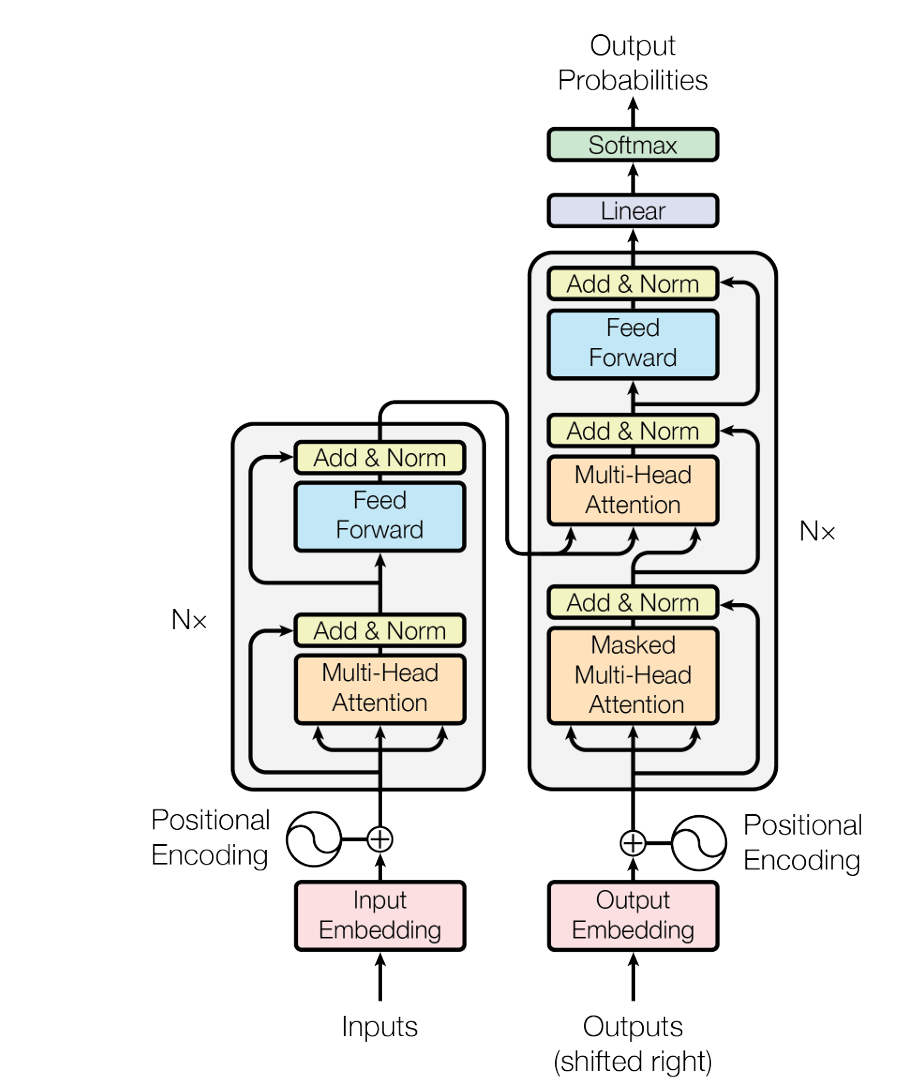 Output
Probabilities
Softmax
Linear
Add & Norm
Feed
Forward
Add & Norm
Multi-Head
Attention
Nx
Add & Norm
Masked
Multi-Head
Attention
Add & Norm
Feed
Forward
Nx
Add & Norm
Multi-Head
Attention
Positional
Encoding
Positional
Encoding
Input
Embedding
Output
Embedding
Inputs
Outputs
(shifted right)